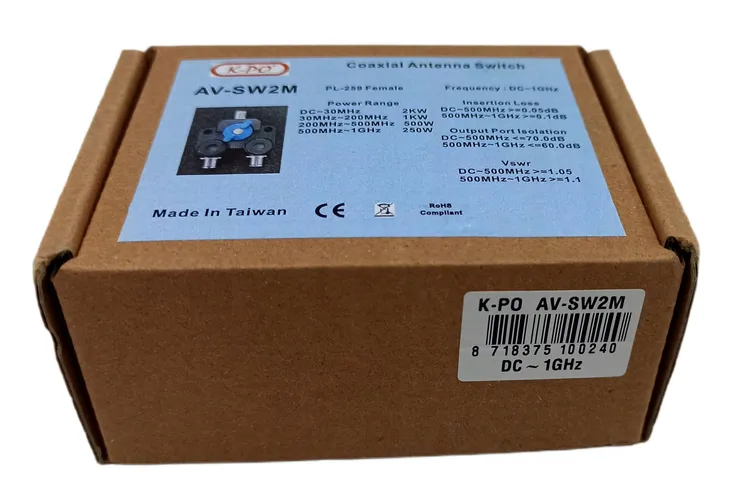 Coaxial Antenna Switch
K-PO
AV-SW2M
PL-259 Female
Frequency: DC~1GHz
Power Range
DC~30MHz 2KW
30MHz~200MHz 1KW
200MHz~500MHz 500W
500MHz~1GHz 250W
Insertion Loss
DC~500MHz >=0.05dB
500MHz~1GHz >=0.1dB
Output Port Isolation
DC~500MHz <=70.0dB
500MHz~1GHz <=60.0dB
Vswr
DC~500MHz >=1.05
500MHz~1GHz >=1.1
Made In Taiwan
CE
RoHS
Compliant
K-PO AV-SW2M
8 718375 100240
DC ~ 1GHz